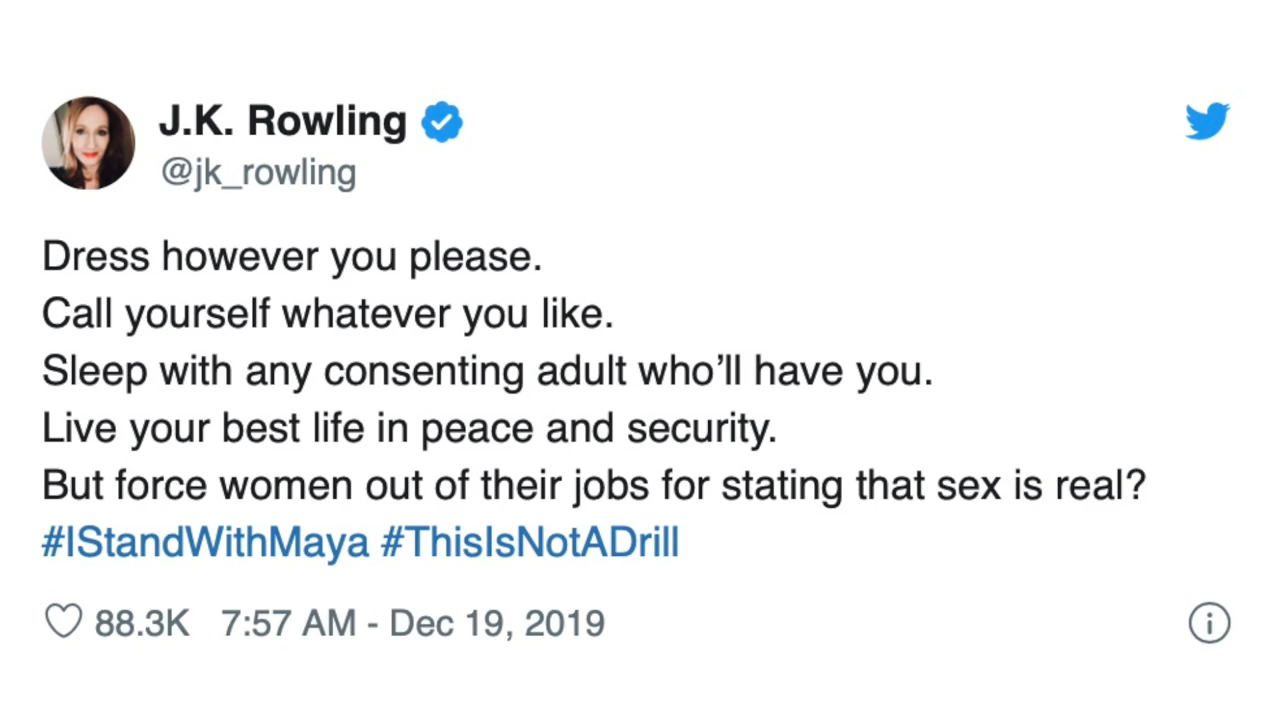 J.K. Rowling
@jk_rowling
Dress however you please.
Call yourself whatever you like.
Sleep with any consenting adult who’ll have you.
Live your best life in peace and security.
But force women out of their jobs for stating that sex is real?
#IStandWithMaya #ThisIsNotADrill
88.3K 7:57 AM - Dec 19, 2019